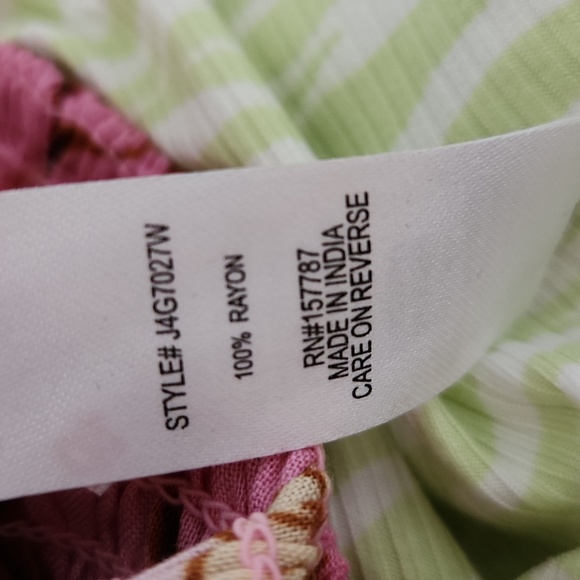 STYLE# J4G7027W
100% RAYON
RN#157787
MADE IN INDIA
CARE ON REVERSE